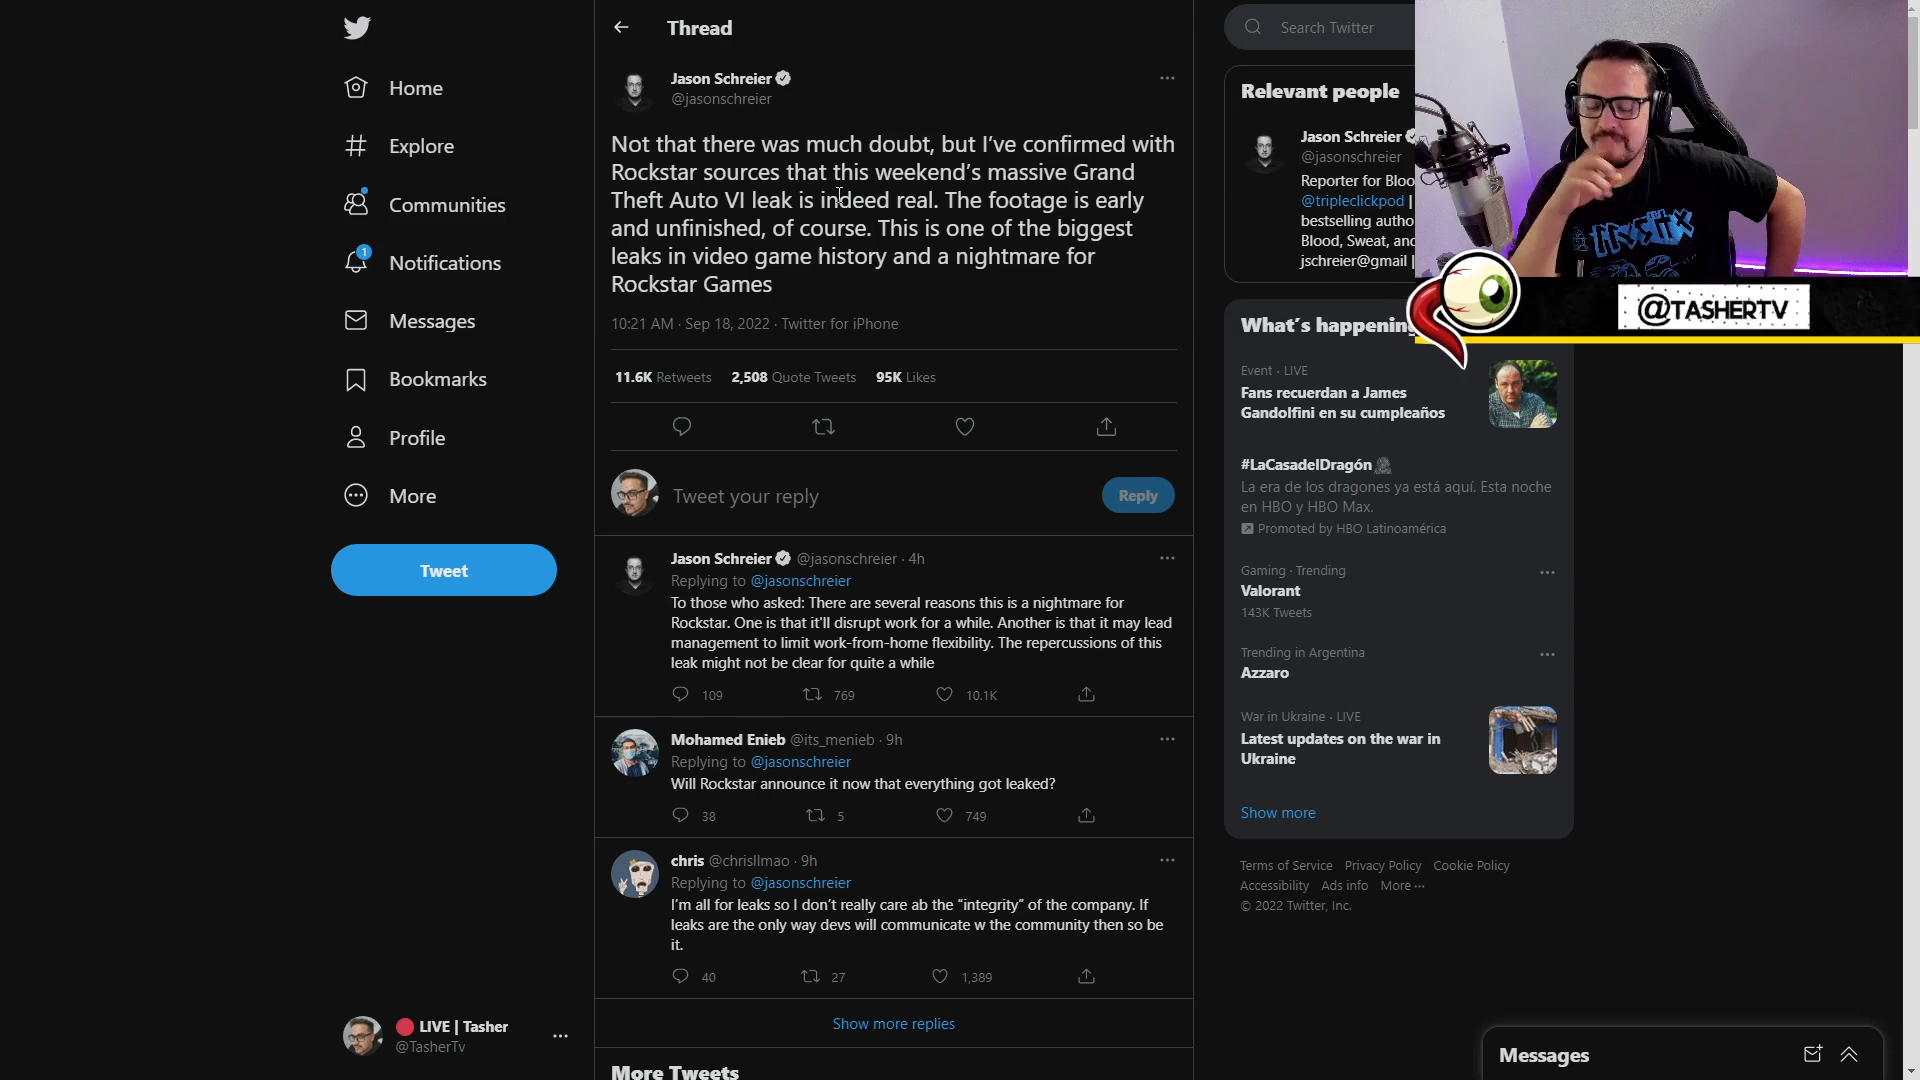 Home
Explore
Communities
1
Notifications
Messages
Bookmarks
Profile
More
Tweet
LIVE | Tasher
@TasherTv
Thread
Jason Schreier
@jasonschreier
Not that there was much doubt, but I've confirmed with
Rockstar sources that this weekend's massive Grand
Theft Auto VI leak is indeed real. The footage is early
and unfinished, of course. This is one of the biggest
leaks in video game history and a nightmare for
Rockstar Games
10:21 AM · Sep 18, 2022 · Twitter for iPhone
11.6K Retweets 2,508 Quote Tweets 95K Likes
Tweet your reply
Reply
Jason Schreier @jasonschreier · 4h
Replying to @jasonschreier
To those who asked: There are several reasons this is a nightmare for
Rockstar. One is that it'll disrupt work for a while. Another is that it may lead
management to limit work-from-home flexibility. The repercussions of this
leak might not be clear for quite a while
109 769 10.1K
Mohamed Enieb @its_menieb · 9h
Replying to @jasonschreier
Will Rockstar announce it now that everything got leaked?
38 5 749
chris @chrisllmao · 9h
Replying to @jasonschreier
I'm all for leaks so I don't really care ab the "integrity" of the company. If
leaks are the only way devs will communicate w the community then so be
it.
40 27 1,389
Show more replies
More Tweets
Search Twitter
Relevant people
Jason Schreier
@jasonschreier
Reporter for Bloo
@tripleclickpod |
bestselling autho
Blood, Sweat, anc
jschreier@gmail |
@TASHERTV
What's happening
Event · LIVE
Fans recuerdan a James
Gandolfini en su cumpleaños
#LaCasadelDragón
La era de los dragones ya está aquí. Esta noche
en HBO y HBO Max.
Promoted by HBO Latinoamérica
Gaming · Trending
Valorant
143K Tweets
Trending in Argentina
Azzaro
War in Ukraine · LIVE
Latest updates on the war in
Ukraine
Show more
Terms of Service Privacy Policy Cookie Policy
Accessibility Ads info More ···
© 2022 Twitter, Inc.
Messages